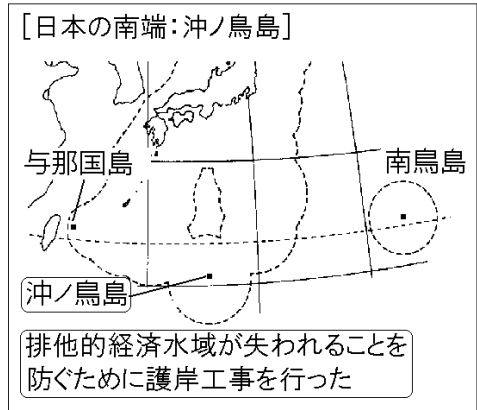 [日本の南端:沖ノ鳥島]
与那国島
南鳥島
沖ノ鳥島
排他的経済水域が失われることを
防ぐために護岸工事を行った